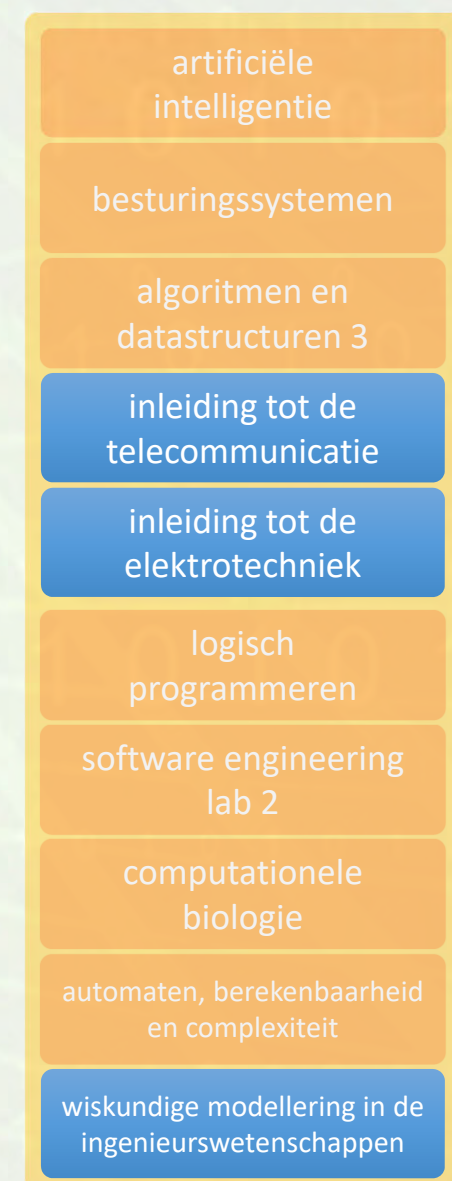 artificiële
intelligentie
besturingssystemen
algoritmen en
datastructuren 3
inleiding tot de
telecommunicatie
inleiding tot de
elektrotechniek
logisch
programmeren
software engineering
lab 2
computationele
biologie
automaten, berekenbaarheid
en complexiteit
wiskundige modellering in de
ingenieurswetenschappen